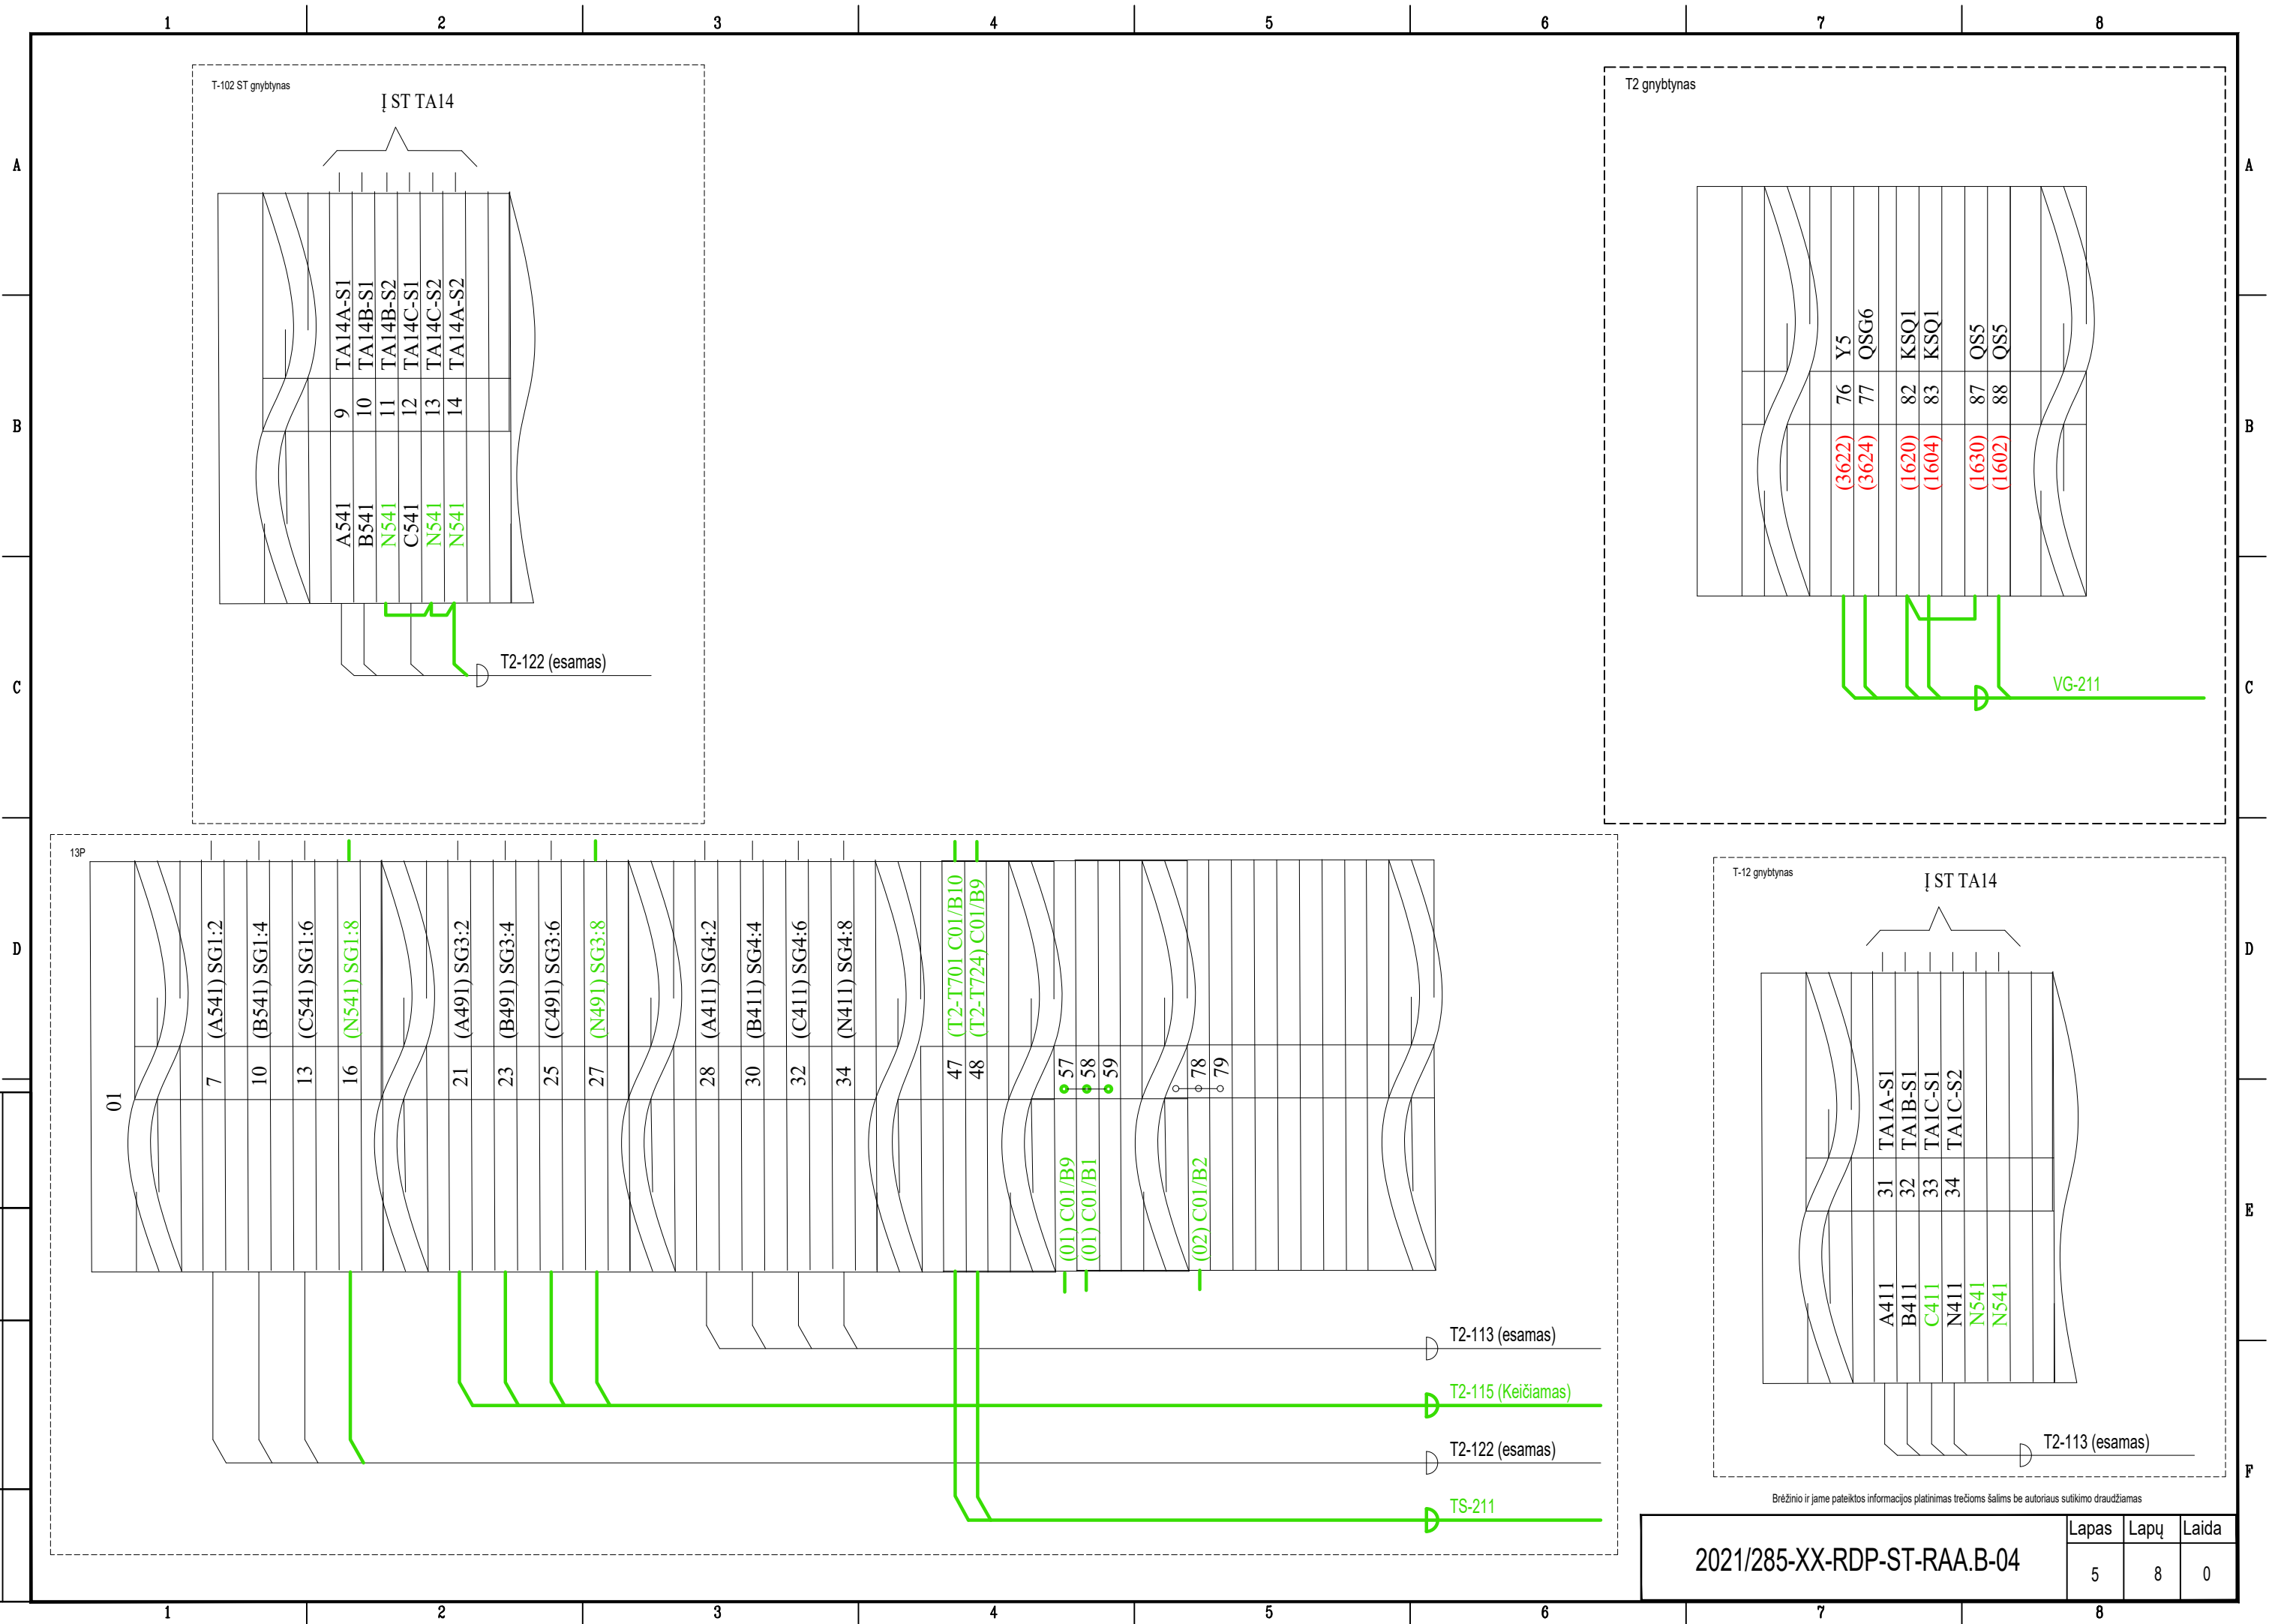 1 2 3 4 5 6 7 8
A
B
C
D
E
F
A
B
C
D
E
F
T-102 ST gnybtynas
Į ST TA14
TA14A-S1
TA14B-S1
TA14B-S2
TA14C-S1
TA14C-S2
TA14A-S2
9
10
11
12
13
14
A541
B541
N541
C541
N541
N541
T2-122 (esamas)
T2 gnybtynas
Y5
QSG6
KSQ1
KSQ1
QS5
QS5
76
77
82
83
87
88
(3622)
(3624)
(1620)
(1604)
(1630)
(1602)
VG-211
13P
01
(A541) SG1:2
(B541) SG1:4
(C541) SG1:6
(N541) SG1:8
(A491) SG3:2
(B491) SG3:4
(C491) SG3:6
(N491) SG3:8
(A411) SG4:2
(B411) SG4:4
(C411) SG4:6
(N411) SG4:8
(T2-T701 C01/B10
(T2-T724) C01/B9
7
10
13
16
21
23
25
27
28
30
32
34
47
48
57
58
59
78
79
(01) C01/B9
(01) C01/B1
(02) C01/B2
T2-113 (esamas)
T2-115 (Keičiamas)
T2-122 (esamas)
TS-211
T-12 gnybtynas
Į ST TA14
TA1A-S1
TA1B-S1
TA1C-S1
TA1C-S2
31
32
33
34
A411
B411
C411
N411
N541
N541
T2-113 (esamas)
Brėžinio ir jame pateiktos informacijos platinimas trečioms šalims be autoriaus sutikimo draudžiamas
2021/285-XX-RDP-ST-RAA.B-04
Lapas Lapų Laida
5 8 0
1 2 3 4 5 6 7 8